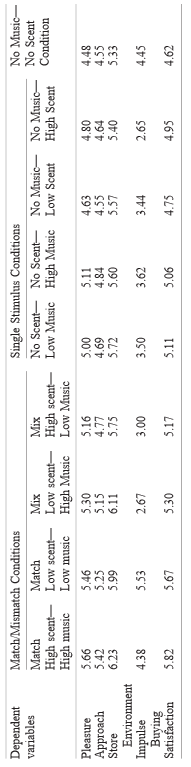 Dependent variables Match/Mismatch Conditions Single Stimulus Conditions No Music—No Scent Condition
Match High scent—High music Match Low scent—Low music Mix Low scent—High Music Mix High scent—Low Music No Scent—Low Music No Scent—High Music No Music—Low Scent No Music—High Scent
Pleasure 5.66 5.46 5.30 5.16 5.00 5.11 4.63 4.80 4.48
Approach 5.42 5.25 5.15 4.77 4.69 4.84 4.55 4.64 4.55
Store Environment 6.23 5.99 6.11 5.75 5.72 5.60 5.57 5.40 5.33
Impulse Buying 4.38 5.53 2.67 3.00 3.50 3.62 3.44 2.65 4.45
Satisfaction 5.82 5.67 5.30 5.17 5.11 5.06 4.75 4.95 4.62